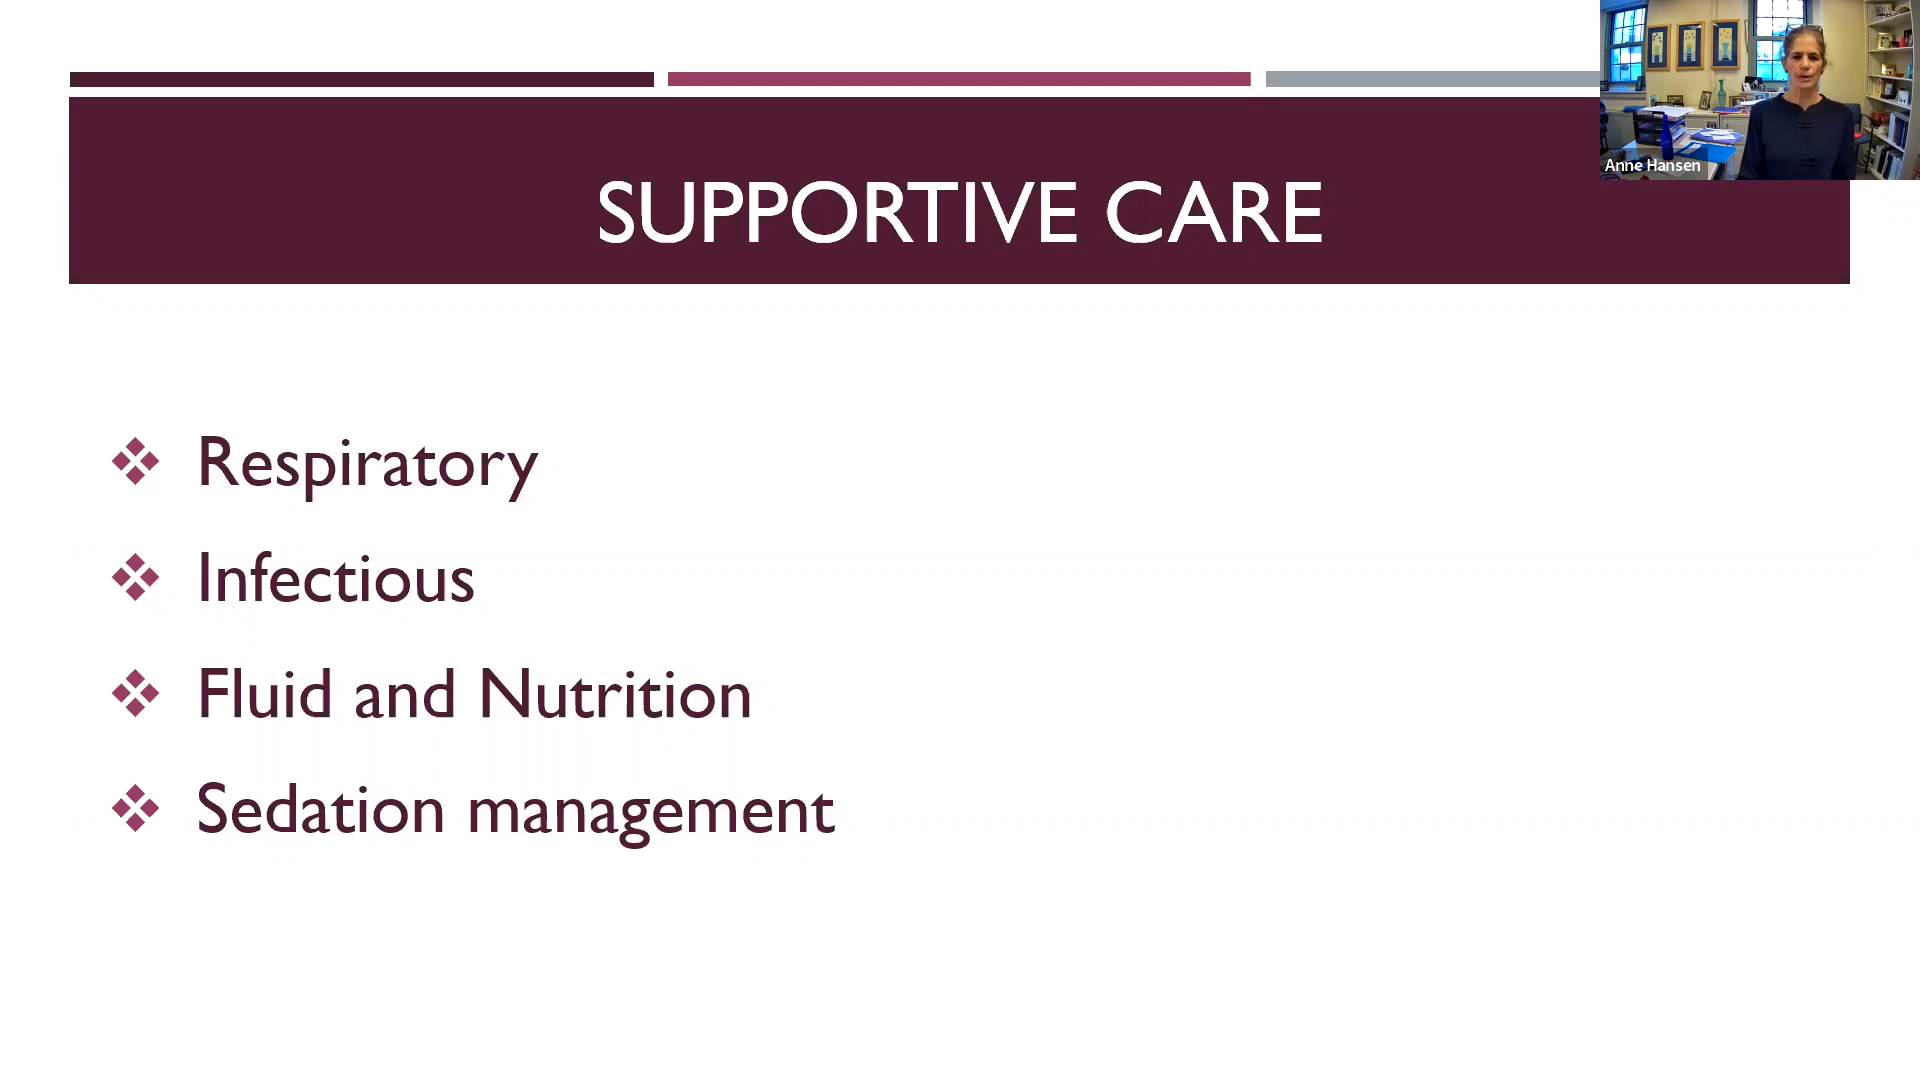 Anne Hansen
SUPPORTIVE CARE
Respiratory
Infectious
Fluid and Nutrition
Sedation management